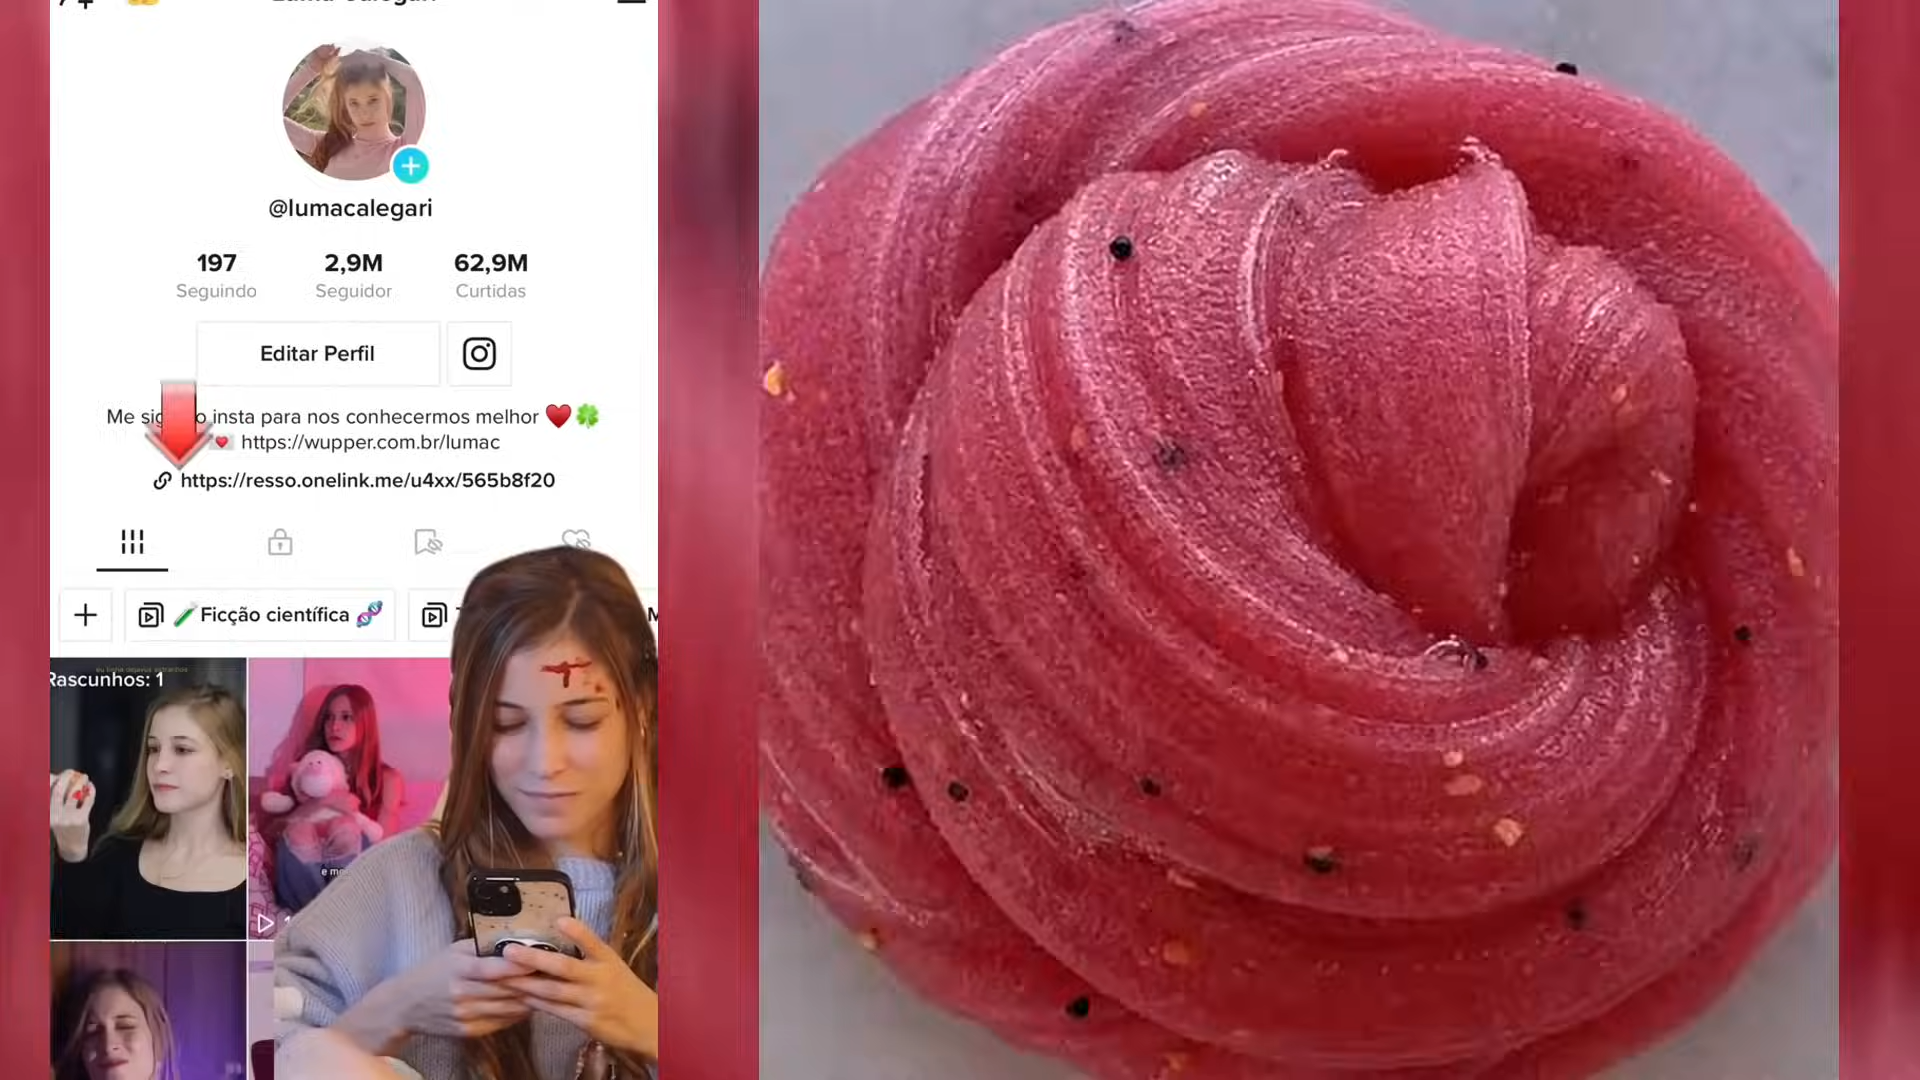 @lumacalegari
197 2,9M 62,9M
Seguindo Seguidor Curtidas
Editar Perfil
Me sig o insta para nos conhecermos melhor ❤️🍀
💌 https://wupper.com.br/lumac
https://resso.onelink.me/u4xx/565b8f20
Ficção científica
Rascunhos: 1